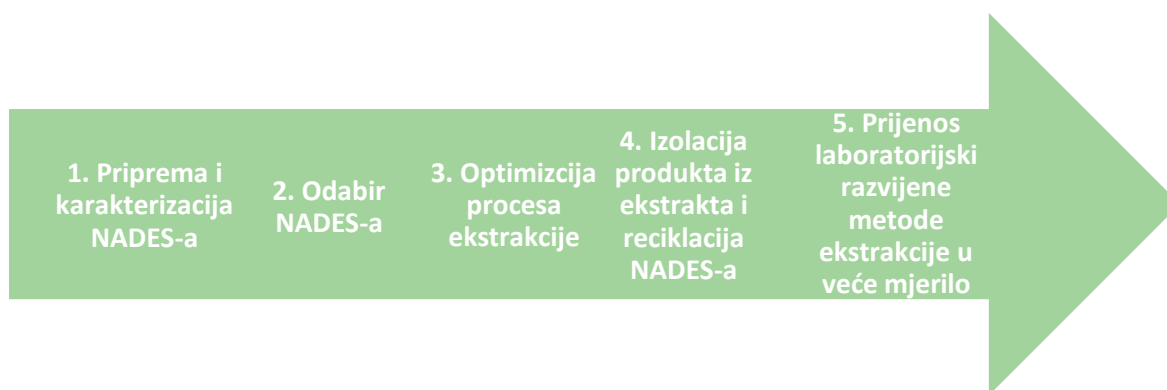 1. Priprema i
karakterizacija
NADES-a
2. Odabir
NADES-a
3. Optimizcija
procesa
ekstrakcije
4. Izolacija
produkta iz
ekstrakta i
reciklacija
NADES-a
5. Prijenos
laboratorijski
razvijene
metode
ekstrakcije u
veće mjerilo